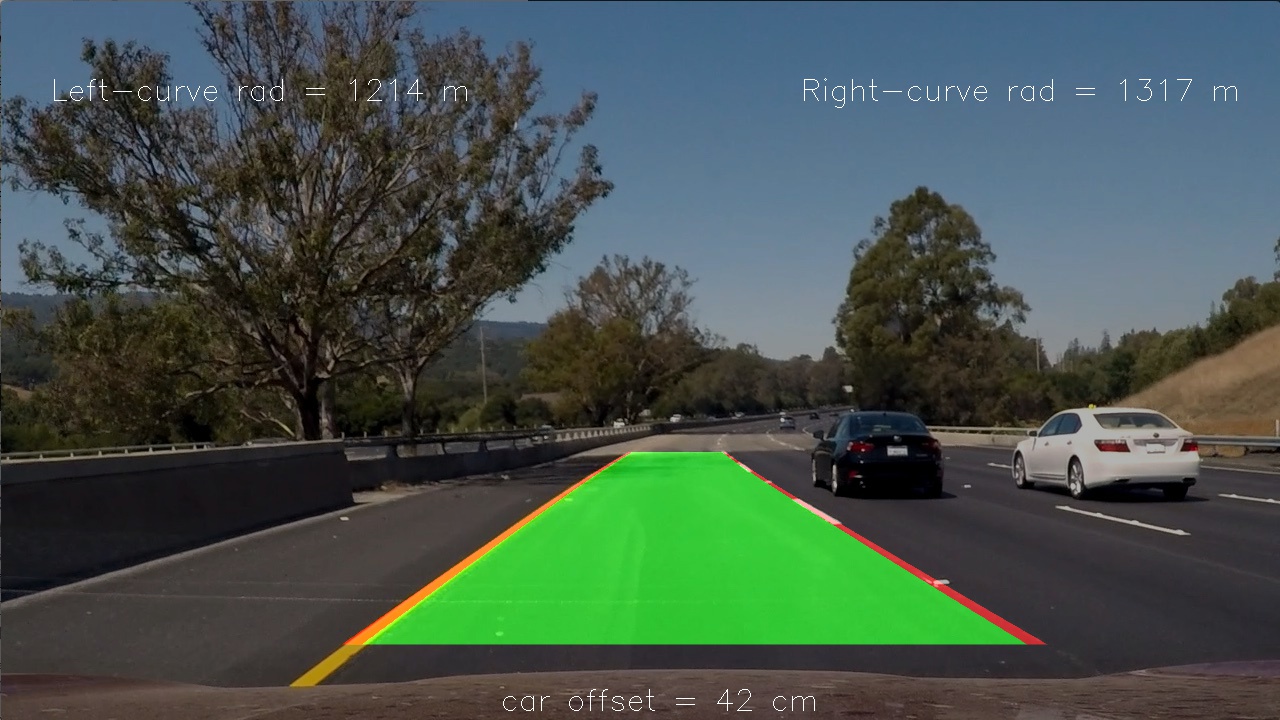 Left-curve rad = 1214 m
Right-curve rad = 1317 m
car offset = 42 cm